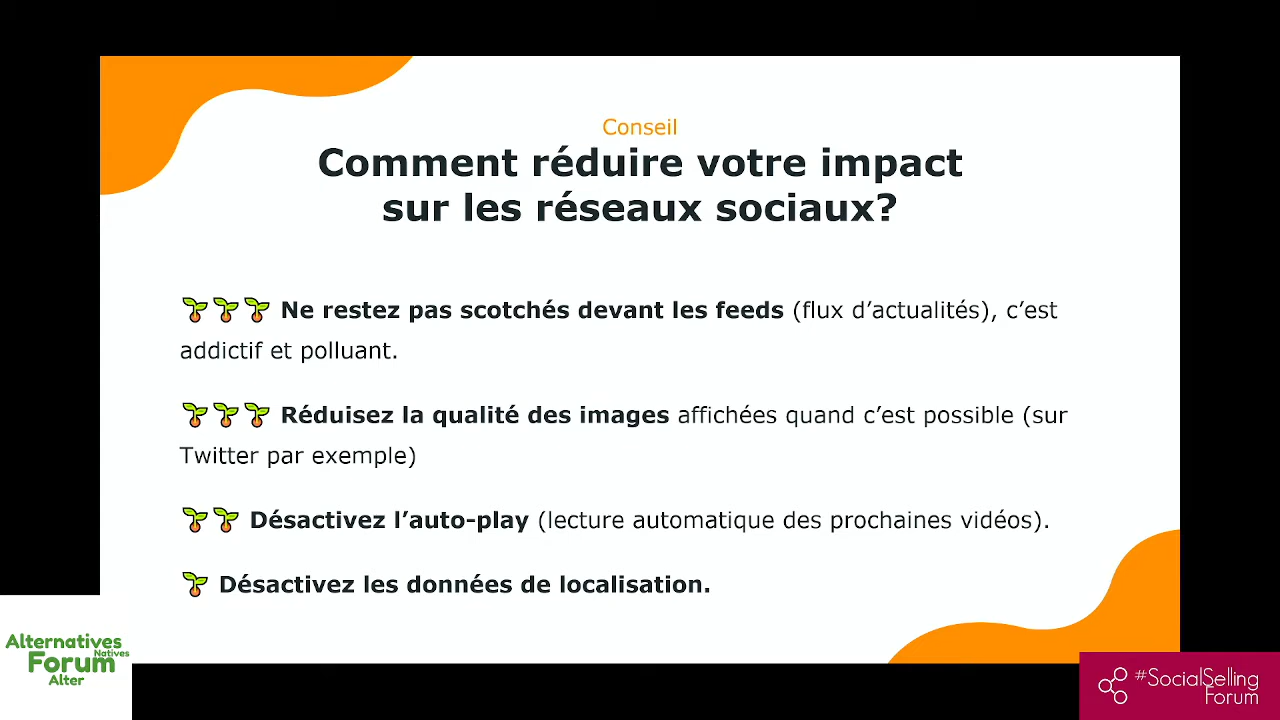 Conseil
Comment réduire votre impact
sur les réseaux sociaux?
Ne restez pas scotchés devant les feeds (flux d’actualités), c’est
addictif et polluant.
Réduisez la qualité des images affichées quand c’est possible (sur
Twitter par exemple)
Désactivez l’auto-play (lecture automatique des prochaines vidéos).
Désactivez les données de localisation.
Alternatives
Natives
Forum
Alter
#SocialSelling
Forum